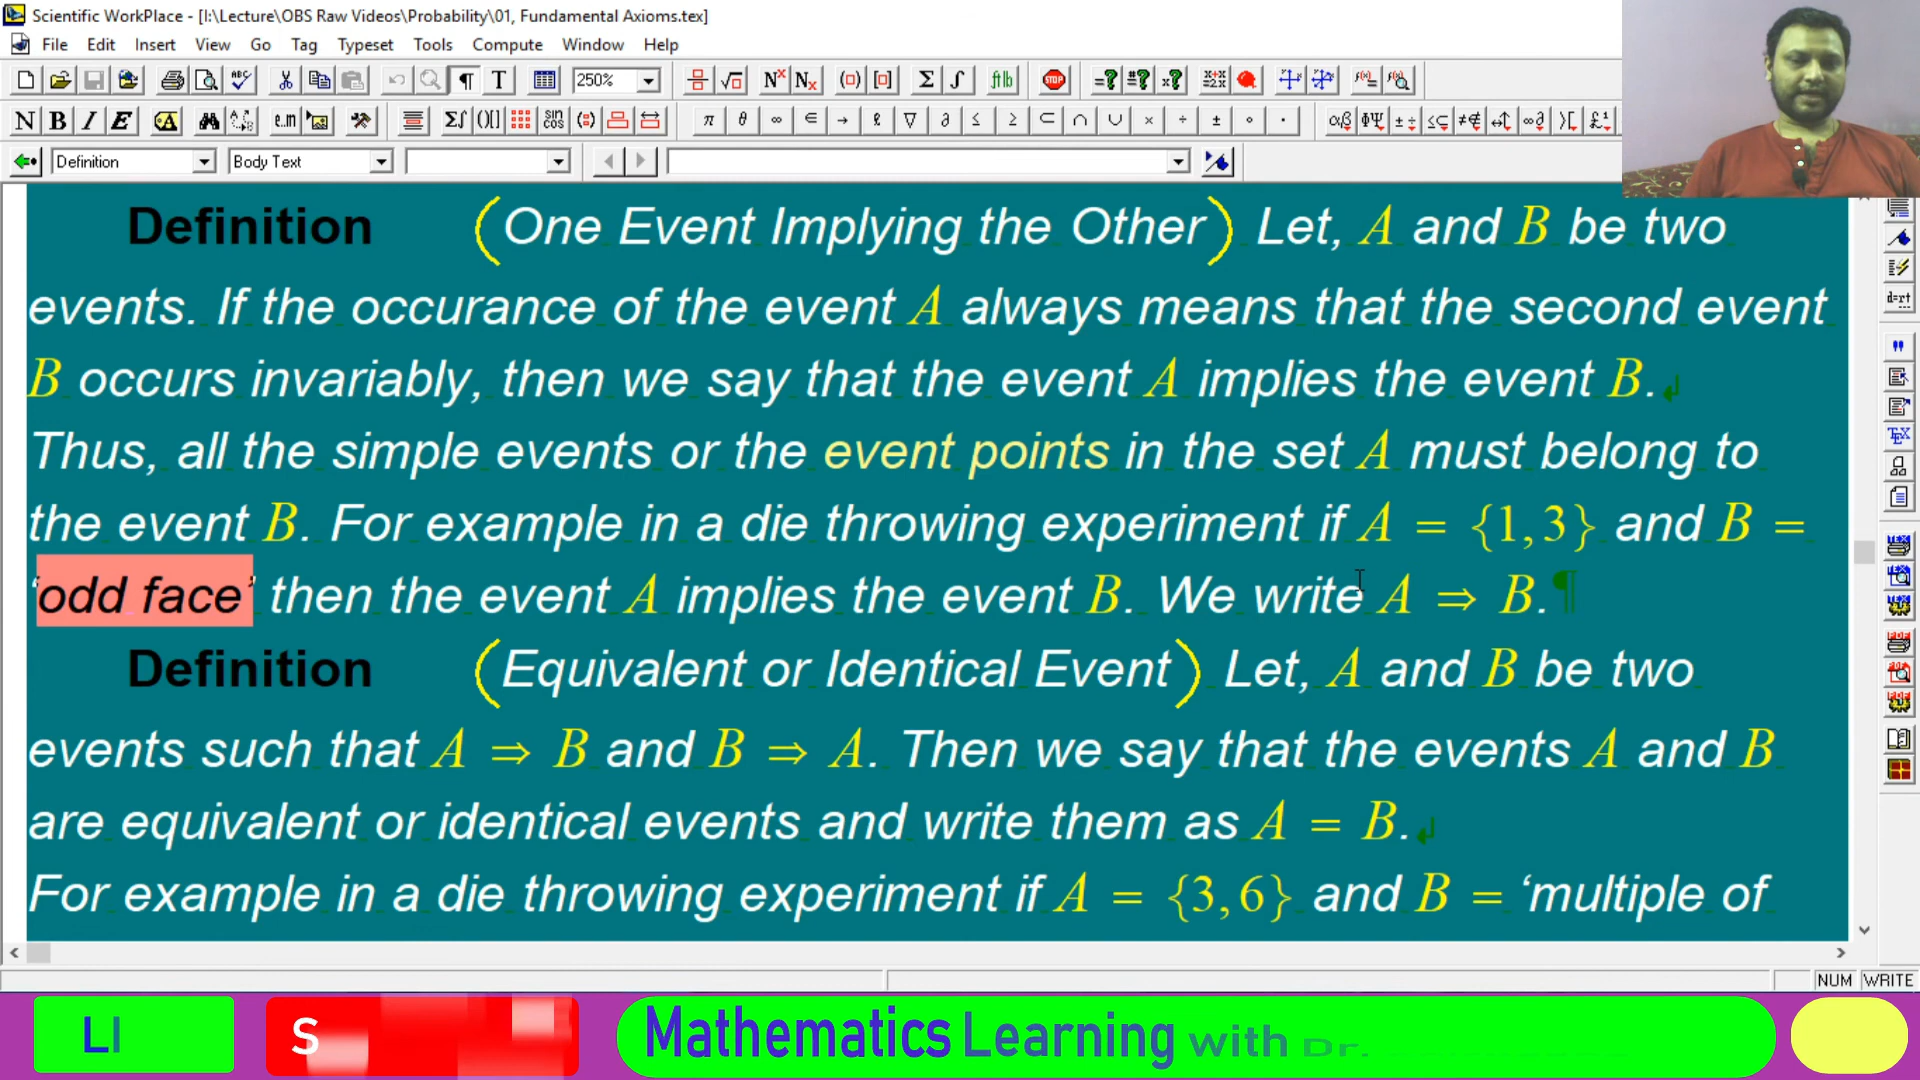 Scientific WorkPlace - [I:\Lecture\OBS Raw Videos\Probability\01, Fundamental Axioms.tex]
File Edit Insert View Go Tag Typeset Tools Compute Window Help
250%
Definition Body Text
Definition (One Event Implying the Other) Let, A and B be two
events. If the occurance of the event A always means that the second event
B occurs invariably, then we say that the event A implies the event B.
Thus, all the simple events or the event points in the set A must belong to
the event B. For example in a die throwing experiment if A = {1,3} and B =
‘odd face’ then the event A implies the event B. We write A ⇒ B.¶
Definition (Equivalent or Identical Event) Let, A and B be two
events such that A ⇒ B and B ⇒ A. Then we say that the events A and B
are equivalent or identical events and write them as A = B.
For example in a die throwing experiment if A = {3,6} and B = ‘multiple of
NUM WRITE
LI S Mathematics Learning with Dr.